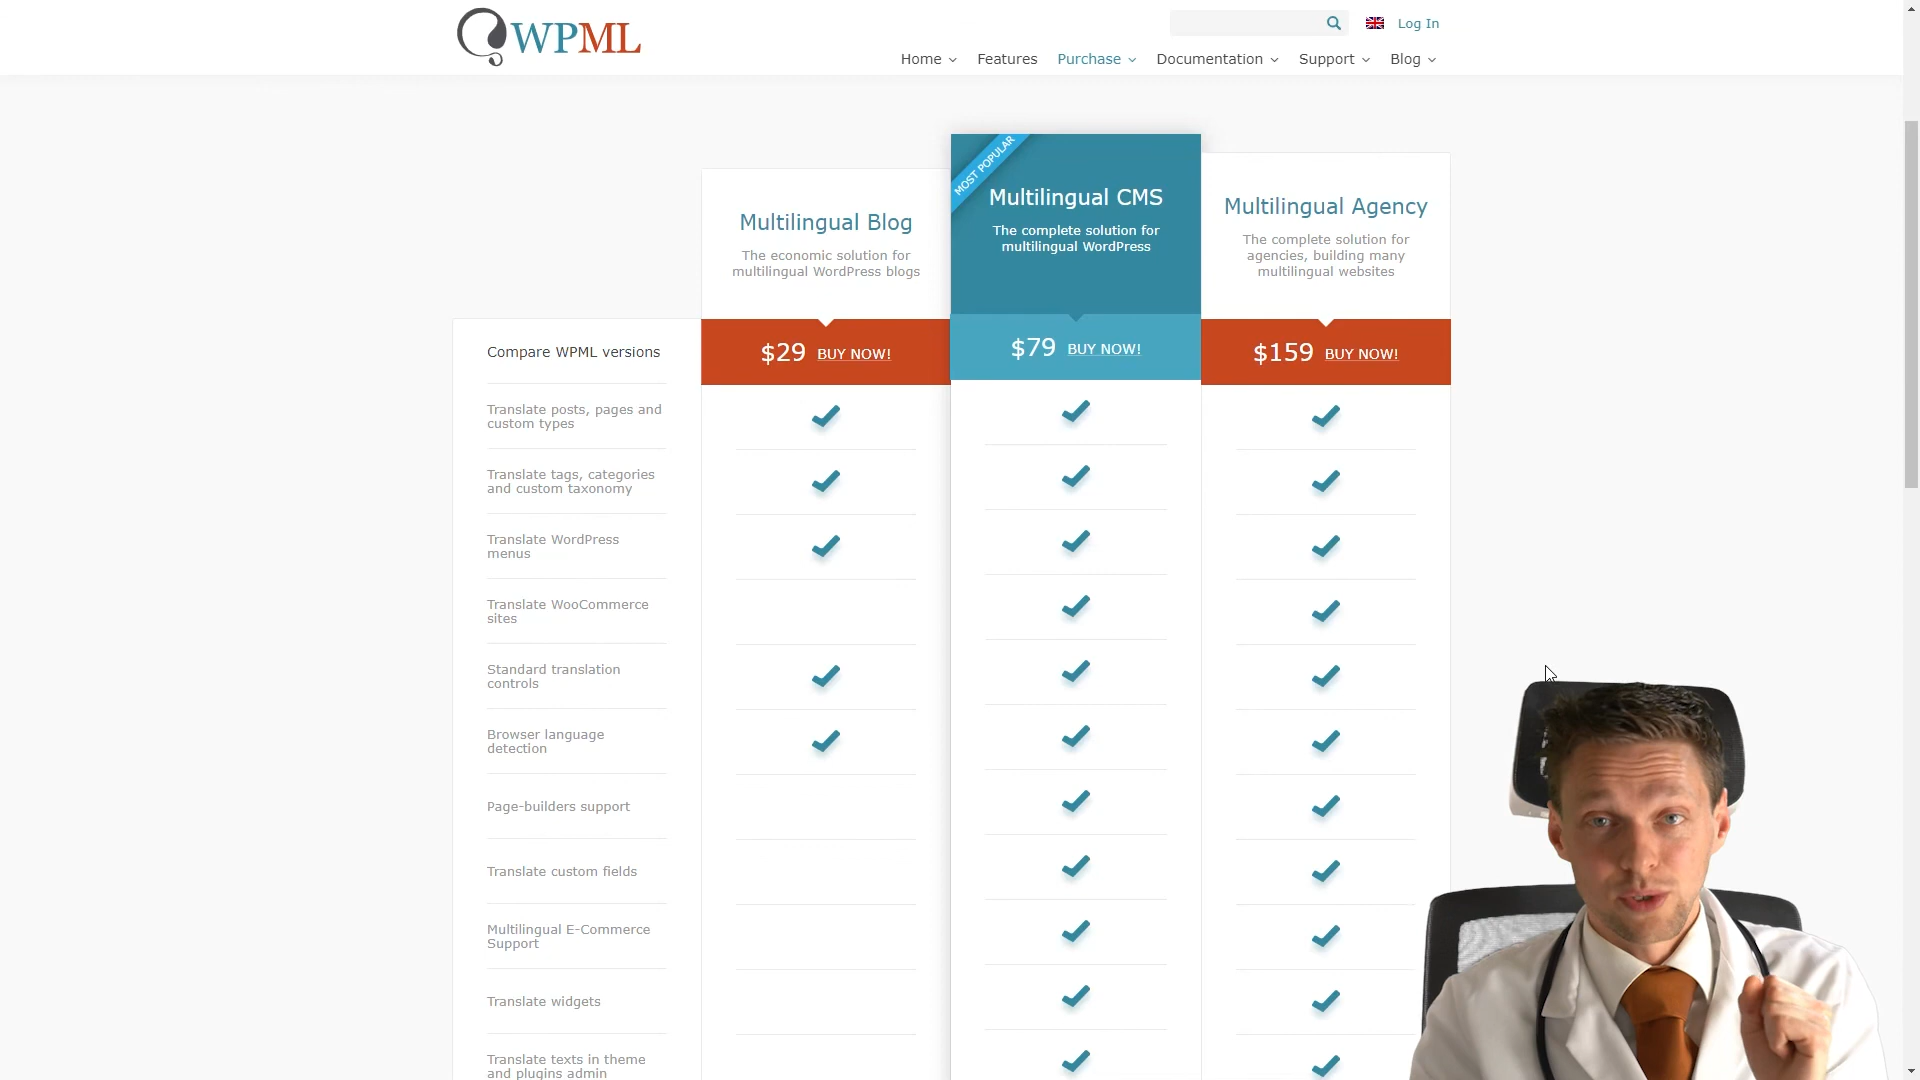 WPML
Log In
Home
Features
Purchase
Documentation
Support
Blog
MOST POPULAR
Multilingual Blog
The economic solution for
multilingual WordPress blogs
Multilingual CMS
The complete solution for
multilingual WordPress
Multilingual Agency
The complete solution for
agencies, building many
multilingual websites
Compare WPML versions
$29 BUY NOW!
$79 BUY NOW!
$159 BUY NOW!
Translate posts, pages and
custom types
Translate tags, categories
and custom taxonomy
Translate WordPress
menus
Translate WooCommerce
sites
Standard translation
controls
Browser language
detection
Page-builders support
Translate custom fields
Multilingual E-Commerce
Support
Translate widgets
Translate texts in theme
and plugins admin